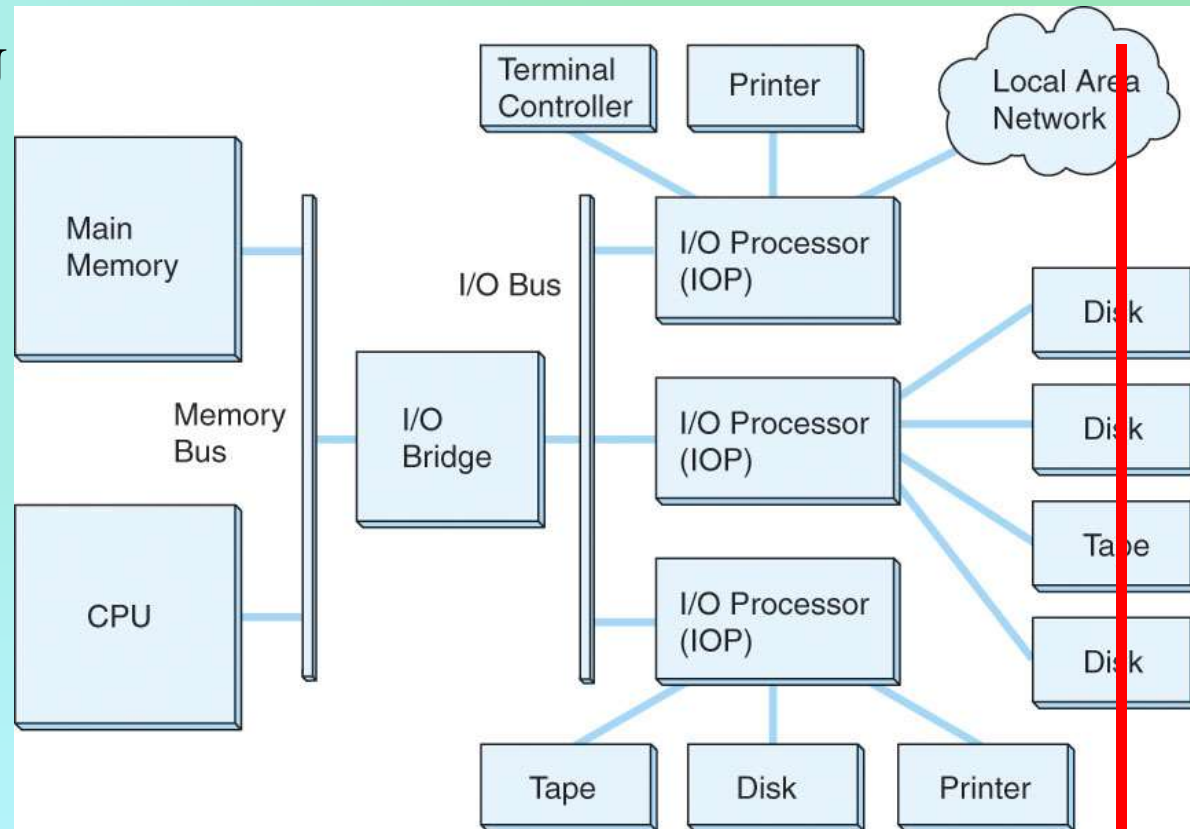 Terminal
Controller
Printer
Local Area
Network
Main
Memory
I/O Processor
(IOP)
I/O Bus
Disk
Memory
Bus
I/O
Bridge
I/O Processor
(IOP)
Disk
Tape
CPU
I/O Processor
(IOP)
Disk
Tape
Disk
Printer